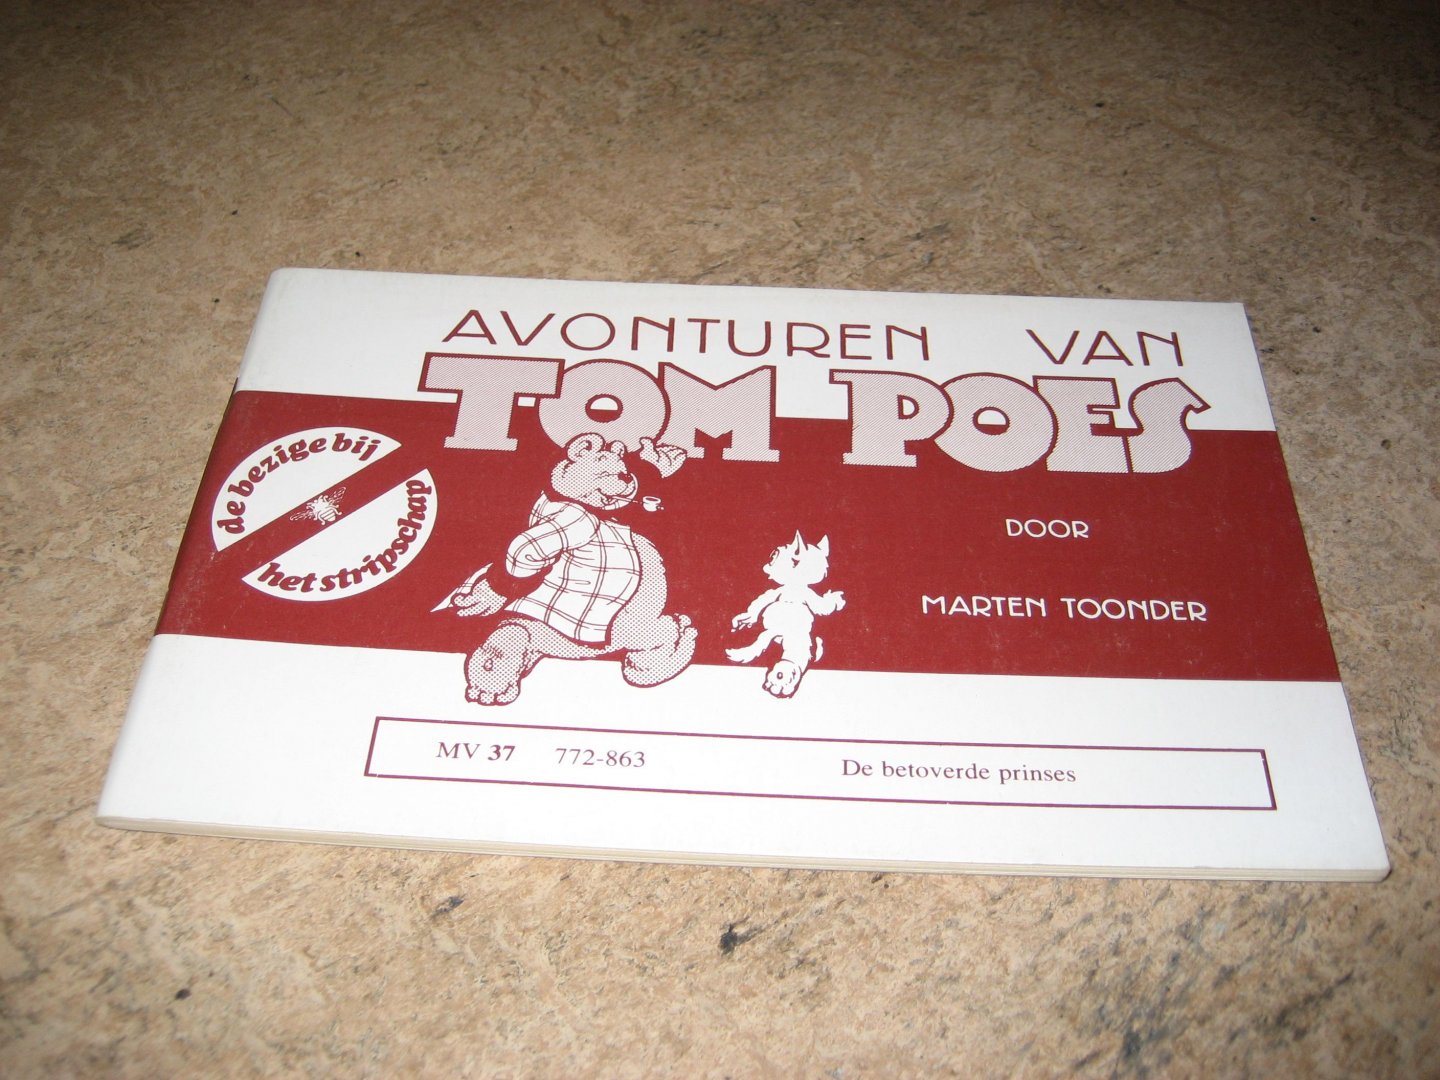 AVONTUREN VAN
TOM POES
de bezige bij
het stripschap
DOOR
MARTEN TOONDER
MV 37 772-863 De betoverde prinses